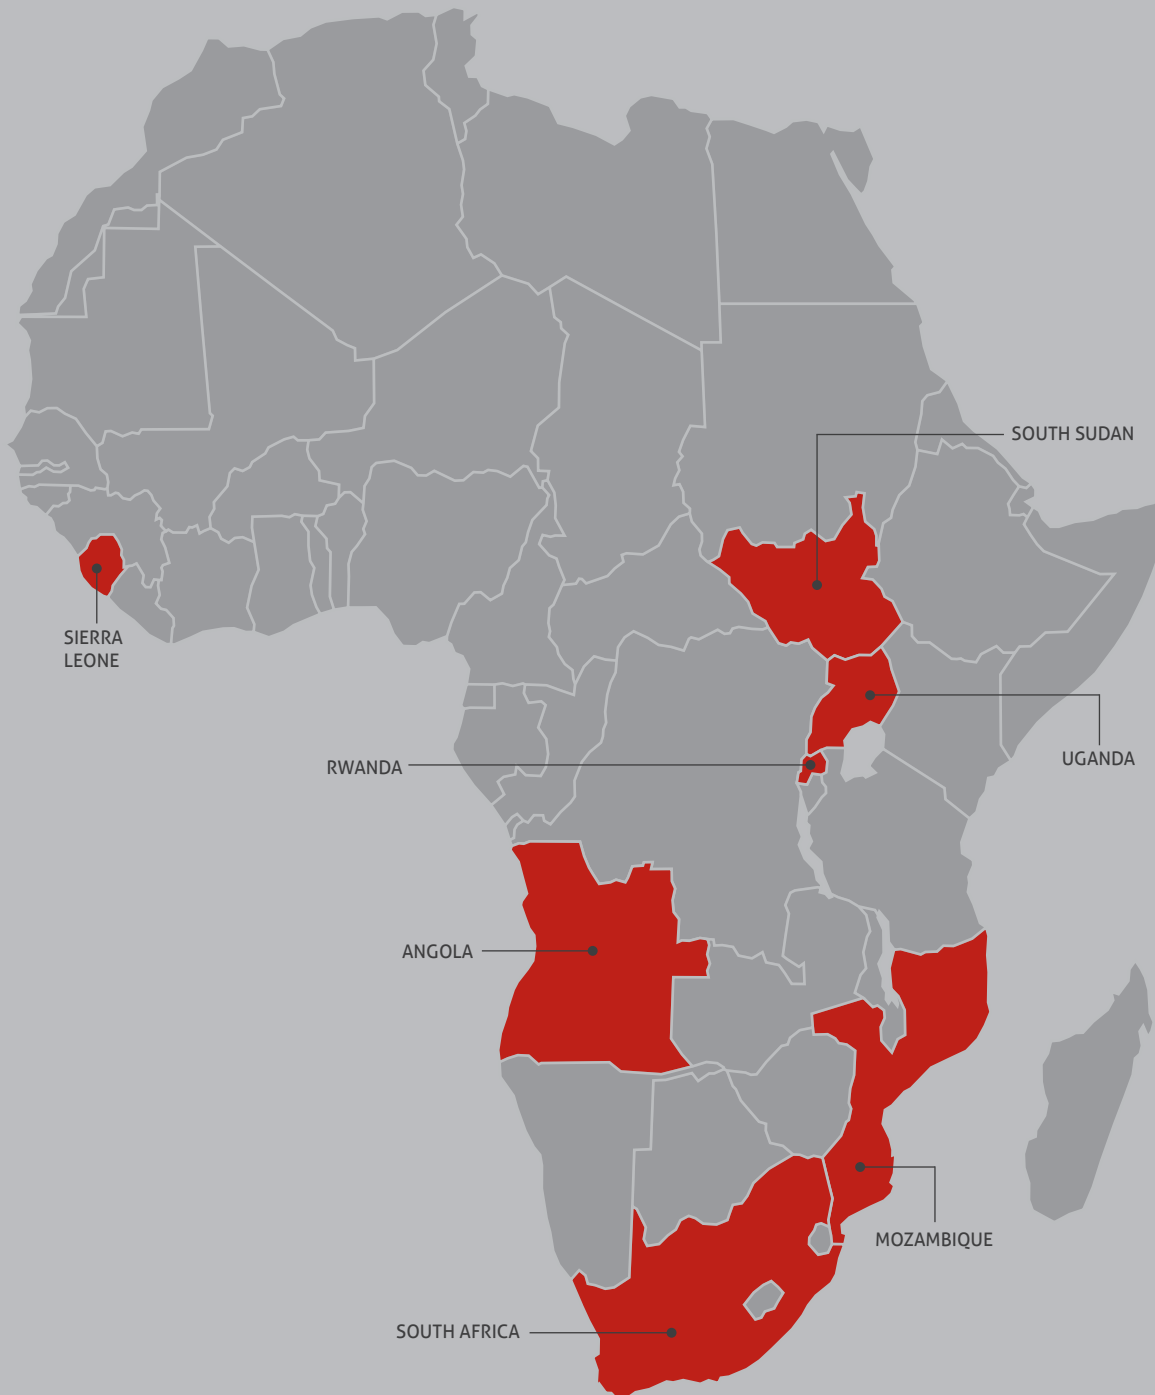 SOUTH SUDAN
SIERRA
LEONE
UGANDA
RWANDA
ANGOLA
MOZAMBIQUE
SOUTH AFRICA